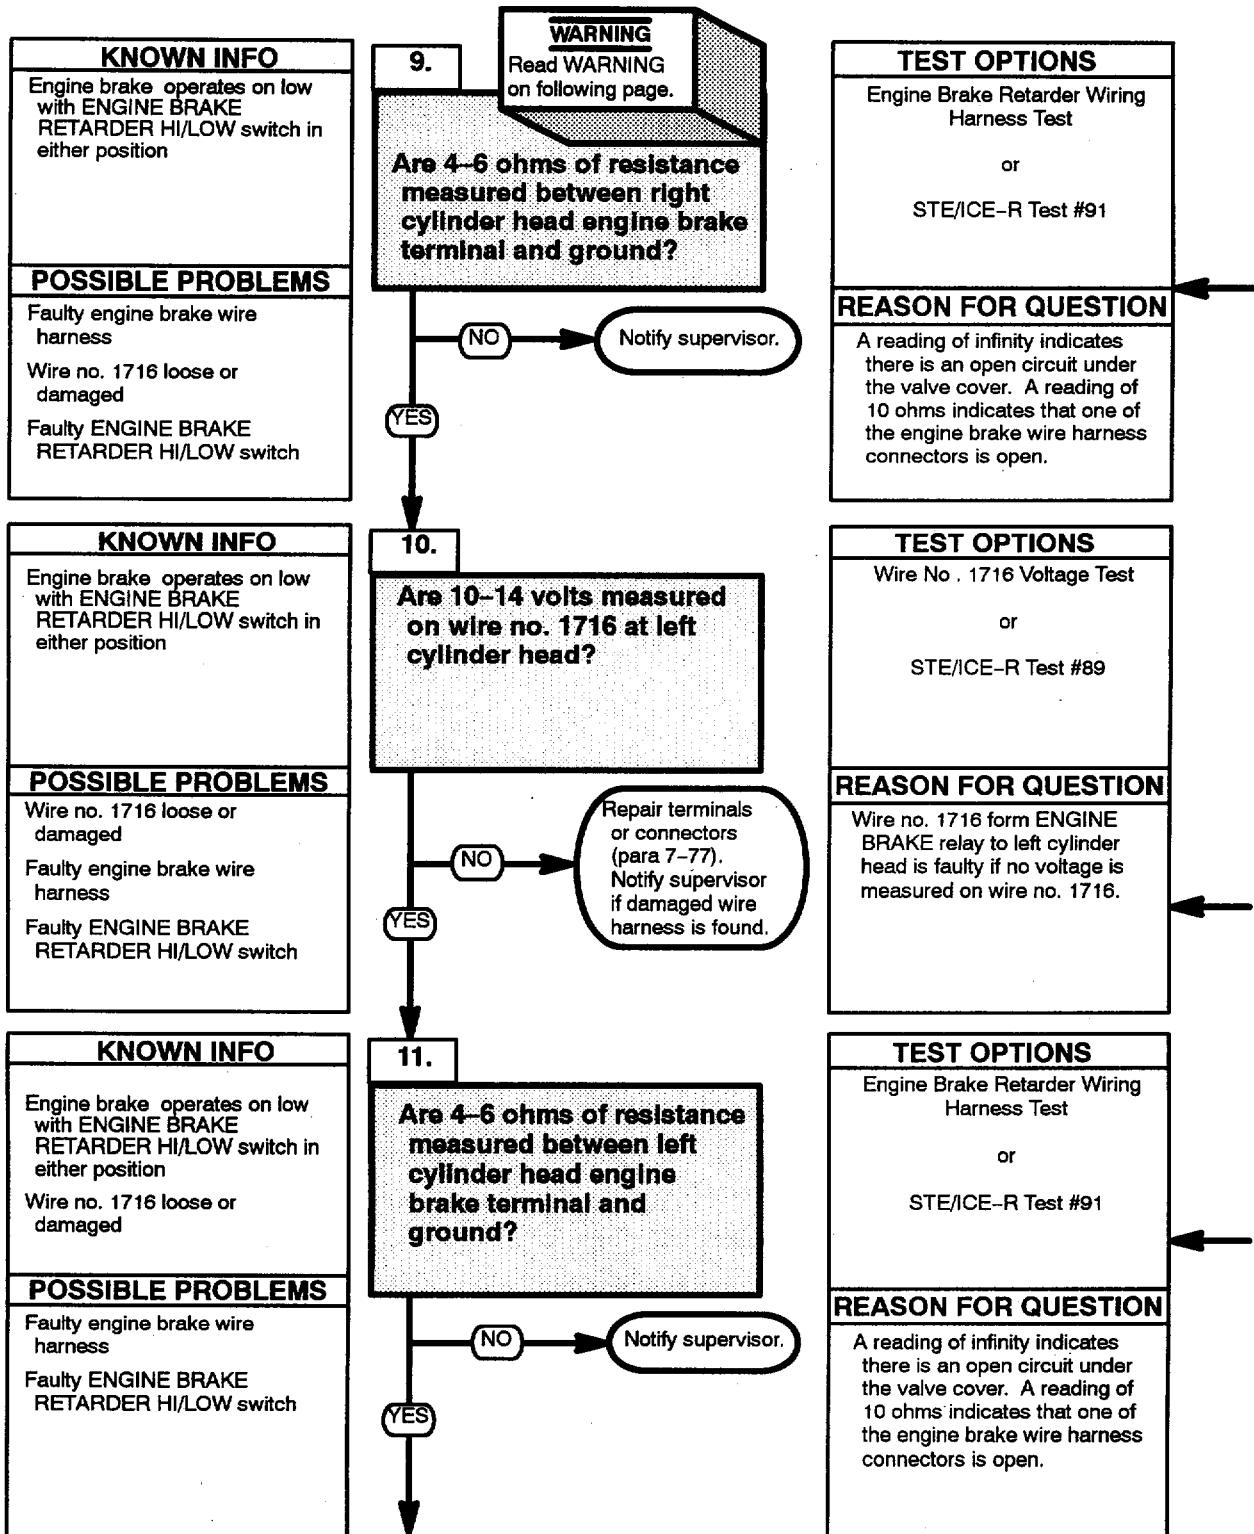 KNOWN INFO
Engine brake operates on low
with ENGINE BRAKE
RETARDER HI/LOW switch in
either position
POSSIBLE PROBLEMS
Faulty engine brake wire
harness
Wire no. 1716 loose or
damaged
Faulty ENGINE BRAKE
RETARDER HI/LOW switch
9.
WARNING
Read WARNING
on following page.
Are 4–6 ohms of resistance
measured between right
cylinder head engine brake
terminal and ground?
NO
Notify supervisor.
YES
TEST OPTIONS
Engine Brake Retarder Wiring
Harness Test
or
STE/ICE–R Test #91
REASON FOR QUESTION
A reading of infinity indicates
there is an open circuit under
the valve cover. A reading of
10 ohms indicates that one of
the engine brake wire harness
connectors is open.
KNOWN INFO
Engine brake operates on low
with ENGINE BRAKE
RETARDER HI/LOW switch in
either position
POSSIBLE PROBLEMS
Wire no. 1716 loose or
damaged
Faulty engine brake wire
harness
Faulty ENGINE BRAKE
RETARDER HI/LOW switch
10.
Are 10–14 volts measured
on wire no. 1716 at left
cylinder head?
NO
Repair terminals
or connectors
(para 7–77).
Notify supervisor
if damaged wire
harness is found.
YES
TEST OPTIONS
Wire No . 1716 Voltage Test
or
STE/ICE–R Test #89
REASON FOR QUESTION
Wire no. 1716 form ENGINE
BRAKE relay to left cylinder
head is faulty if no voltage is
measured on wire no. 1716.
KNOWN INFO
Engine brake operates on low
with ENGINE BRAKE
RETARDER HI/LOW switch in
either position
Wire no. 1716 loose or
damaged
POSSIBLE PROBLEMS
Faulty engine brake wire
harness
Faulty ENGINE BRAKE
RETARDER HI/LOW switch
11.
Are 4–6 ohms of resistance
measured between left
cylinder head engine
brake terminal and
ground?
NO
Notify supervisor.
YES
TEST OPTIONS
Engine Brake Retarder Wiring
Harness Test
or
STE/ICE–R Test #91
REASON FOR QUESTION
A reading of infinity indicates
there is an open circuit under
the valve cover. A reading of
10 ohms indicates that one of
the engine brake wire harness
connectors is open.